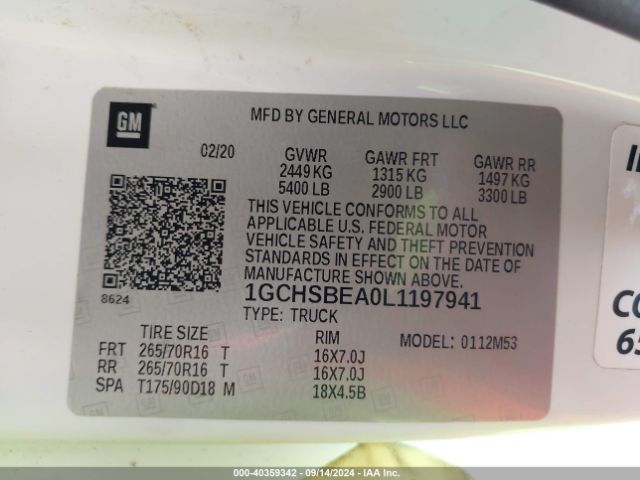 GM
MFD BY GENERAL MOTORS LLC
02/20 GVWR GAWR FRT GAWR RR
2449 KG 1315 KG 1497 KG
5400 LB 2900 LB 3300 LB
THIS VEHICLE CONFORMS TO ALL
APPLICABLE U.S. FEDERAL MOTOR
VEHICLE SAFETY AND THEFT PREVENTION
STANDARDS IN EFFECT ON THE DATE OF
MANUFACTURE SHOWN ABOVE.
8624 1GCHSBEA0L1197941
TYPE: TRUCK
TIRE SIZE RIM MODEL: 0112M53
FRT 265/70R16 T 16X7.0J
RR 265/70R16 T 16X7.0J
SPA T175/90D18 M 18X4.5B
CO
65
000-40359342 - 09/14/2024 - IAA Inc.